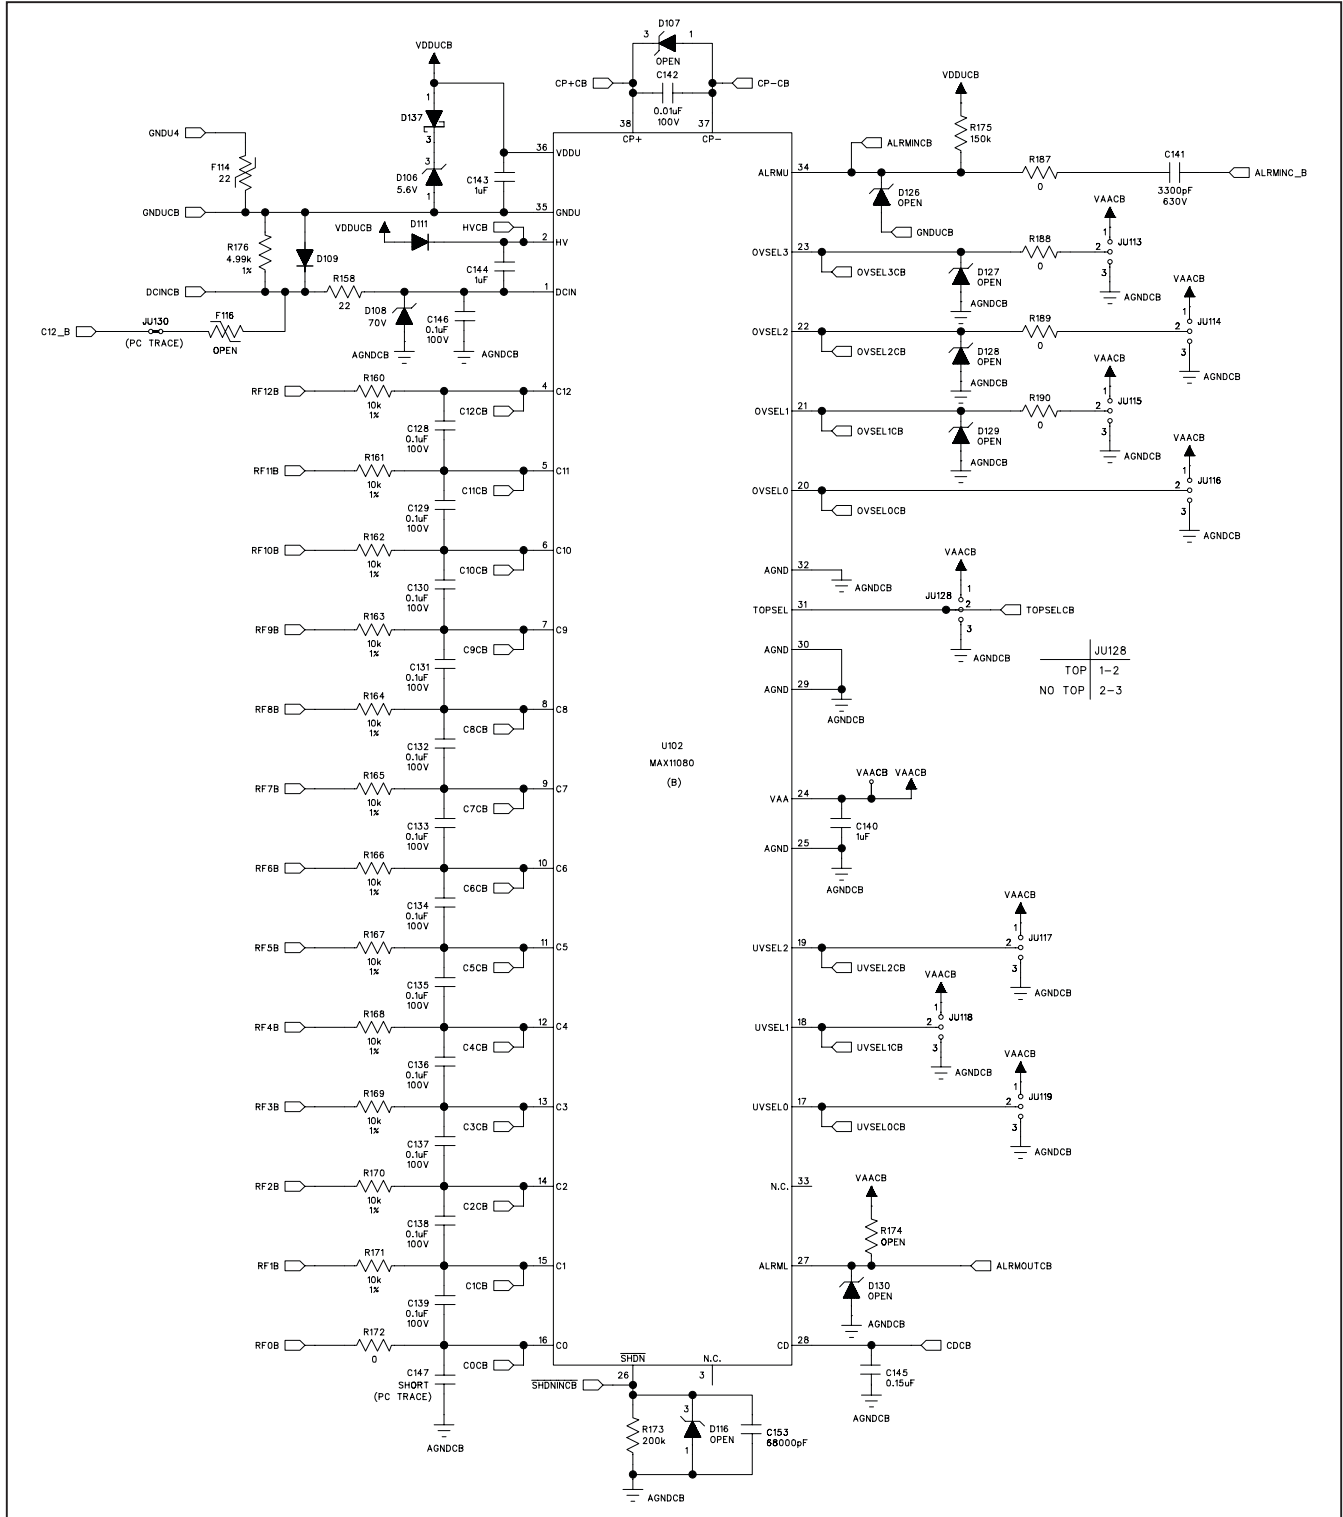 D107
3
1
OPEN
VDDUCB
CP+CB
C142
0.01uF
100V
CP-CB
38
CP+
37
CP-
1
D137
3
GNDU4
F114
22
3
D106
5.6V
1
C143
1uF
36
VDDU
35
GNDU
GNDUCB
R176
4.99k
1%
D109
VDDUCB
D111
HVCB
2
HV
C144
1uF
DCINCB
R158
22
1
DCIN
D108
70V
C146
0.1uF
100V
AGNDCB
AGNDCB
C12_B
JU130
(PC TRACE)
F116
OPEN
VDDUCB
R175
150k
ALRMINCB
ALRMU
34
R187
0
C141
3300pF
630V
ALRMINC_B
D126
OPEN
GNDUCB
VAACB
1
JU113
2
3
AGNDCB
OVSEL3
23
R188
0
OVSEL3CB
D127
OPEN
AGNDCB
VAACB
1
JU114
2
3
AGNDCB
OVSEL2
22
R189
0
OVSEL2CB
D128
OPEN
AGNDCB
VAACB
1
JU115
2
3
AGNDCB
OVSEL1
21
R190
0
OVSEL1CB
D129
OPEN
AGNDCB
VAACB
1
JU116
2
3
AGNDCB
OVSEL0
20
OVSEL0CB
RF12B
R160
10k
1%
C12CB
4
C12
C128
0.1uF
100V
RF11B
R161
10k
1%
C11CB
5
C11
C129
0.1uF
100V
RF10B
R162
10k
1%
C10CB
6
C10
C130
0.1uF
100V
RF9B
R163
10k
1%
C9CB
7
C9
C131
0.1uF
100V
RF8B
R164
10k
1%
C8CB
8
C8
C132
0.1uF
100V
RF7B
R165
10k
1%
C7CB
9
C7
C133
0.1uF
100V
RF6B
R166
10k
1%
C6CB
10
C6
C134
0.1uF
100V
RF5B
R167
10k
1%
C5CB
11
C5
C135
0.1uF
100V
RF4B
R168
10k
1%
C4CB
12
C4
C136
0.1uF
100V
RF3B
R169
10k
1%
C3CB
13
C3
C137
0.1uF
100V
RF2B
R170
10k
1%
C2CB
14
C2
C138
0.1uF
100V
RF1B
R171
10k
1%
C1CB
15
C1
C139
0.1uF
100V
RF0B
R172
0
C0CB
16
C0
C147
SHORT
(PC TRACE)
AGNDCB
U102
MAX11080
(B)
AGND
32
AGNDCB
VAACB
1
JU128
2
3
AGNDCB
TOPSEL
31
TOPSELCB
AGND
30
AGND
29
AGNDCB
JU128
TOP 1-2
NO TOP 2-3
VAACB
VAACB
VAA
24
C140
1uF
AGND
25
AGNDCB
VAACB
1
JU117
2
3
AGNDCB
UVSEL2
19
UVSEL2CB
VAACB
1
JU118
2
3
AGNDCB
UVSEL1
18
UVSEL1CB
VAACB
1
JU119
2
3
AGNDCB
UVSEL0
17
UVSEL0CB
N.C.
33
VAACB
R174
OPEN
ALRML
27
ALRMOUTCB
D130
OPEN
AGNDCB
CD
28
CDCB
C145
0.15uF
AGNDCB
SHDN
26
N.C.
3
SHDNINCB
R173
200k
3
D116
OPEN
1
C153
68000pF
AGNDCB